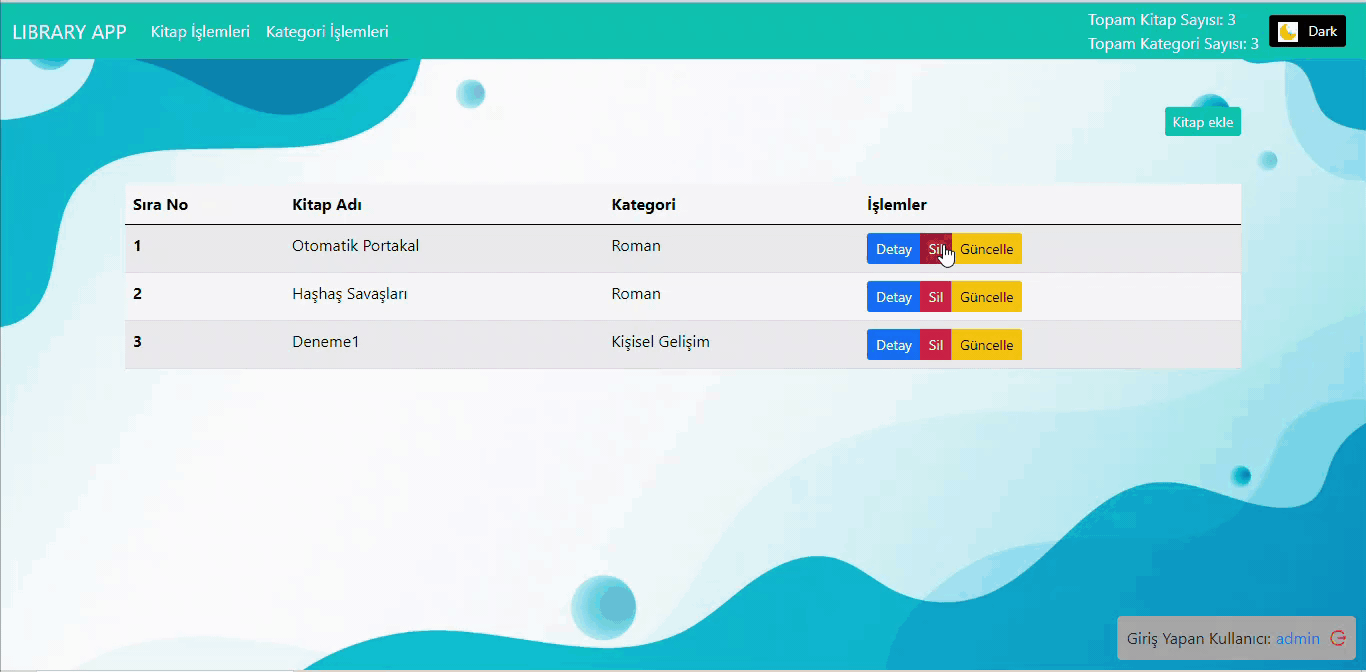 LIBRARY APP Kitap İşlemleri Kategori İşlemleri
Topam Kitap Sayısı: 3
Topam Kategori Sayısı: 3
Dark
Kitap ekle
Sıra No Kitap Adı Kategori İşlemler
1 Otomatik Portakal Roman Detay Sil Güncelle
2 Haşhaş Savaşları Roman Detay Sil Güncelle
3 Deneme1 Kişisel Gelişim Detay Sil Güncelle
Giriş Yapan Kullanıcı: admin